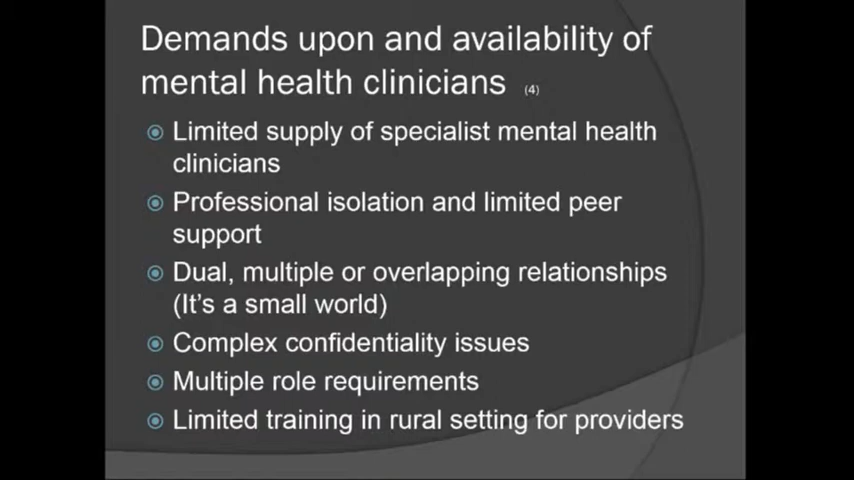 Demands upon and availability of
mental health clinicians (4)
Limited supply of specialist mental health
clinicians
Professional isolation and limited peer
support
Dual, multiple or overlapping relationships
(It's a small world)
Complex confidentiality issues
Multiple role requirements
Limited training in rural setting for providers